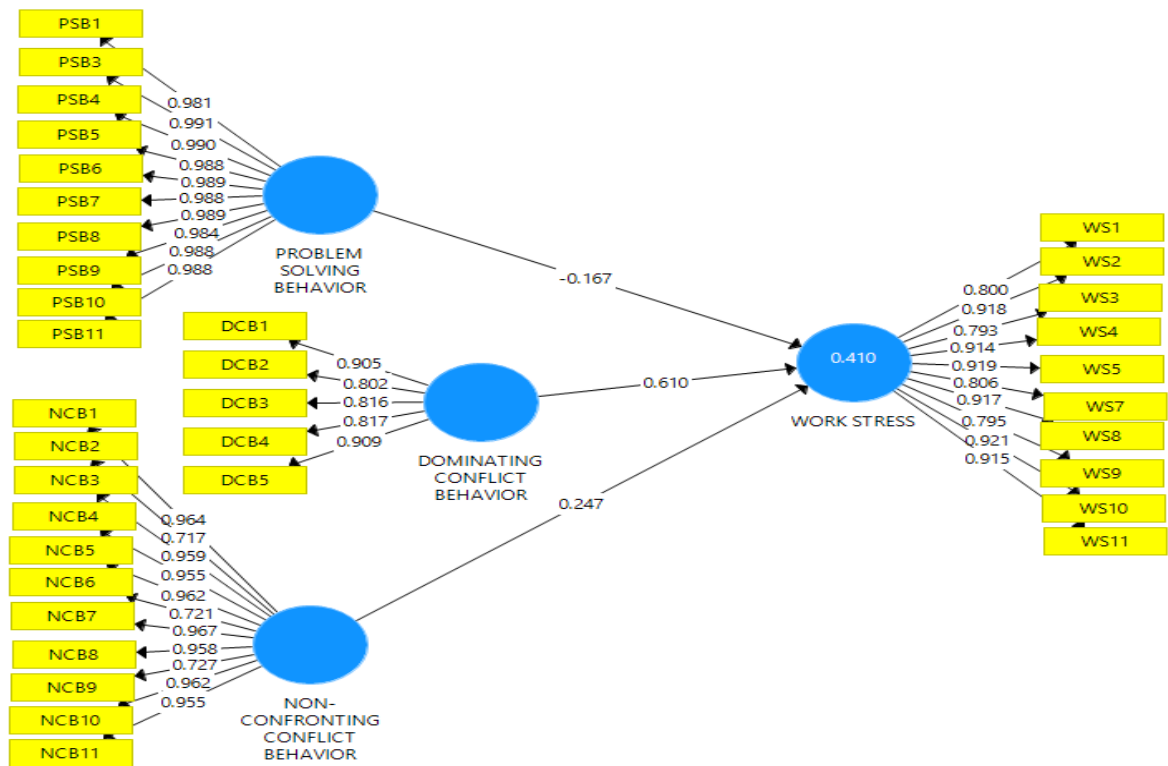 PSB1
PSB3
PSB4
PSB5
PSB6
PSB7
PSB8
PSB9
PSB10
PSB11
0.981
0.991
0.990
0.988
0.989
0.988
0.989
0.984
0.988
0.988
PROBLEM
SOLVING
BEHAVIOR
-0.167
DCB1
DCB2
DCB3
DCB4
DCB5
0.905
0.802
0.816
0.817
0.909
DOMINATING
CONFLICT
BEHAVIOR
0.610
NCB1
NCB2
NCB3
NCB4
NCB5
NCB6
NCB7
NCB8
NCB9
NCB10
NCB11
0.964
0.717
0.959
0.955
0.962
0.721
0.967
0.958
0.727
0.962
0.955
NON-
CONFRONTING
CONFLICT
BEHAVIOR
0.247
0.410
WORK STRESS
0.800
0.918
0.793
0.914
0.919
0.806
0.917
0.795
0.921
0.915
WS1
WS2
WS3
WS4
WS5
WS7
WS8
WS9
WS10
WS11